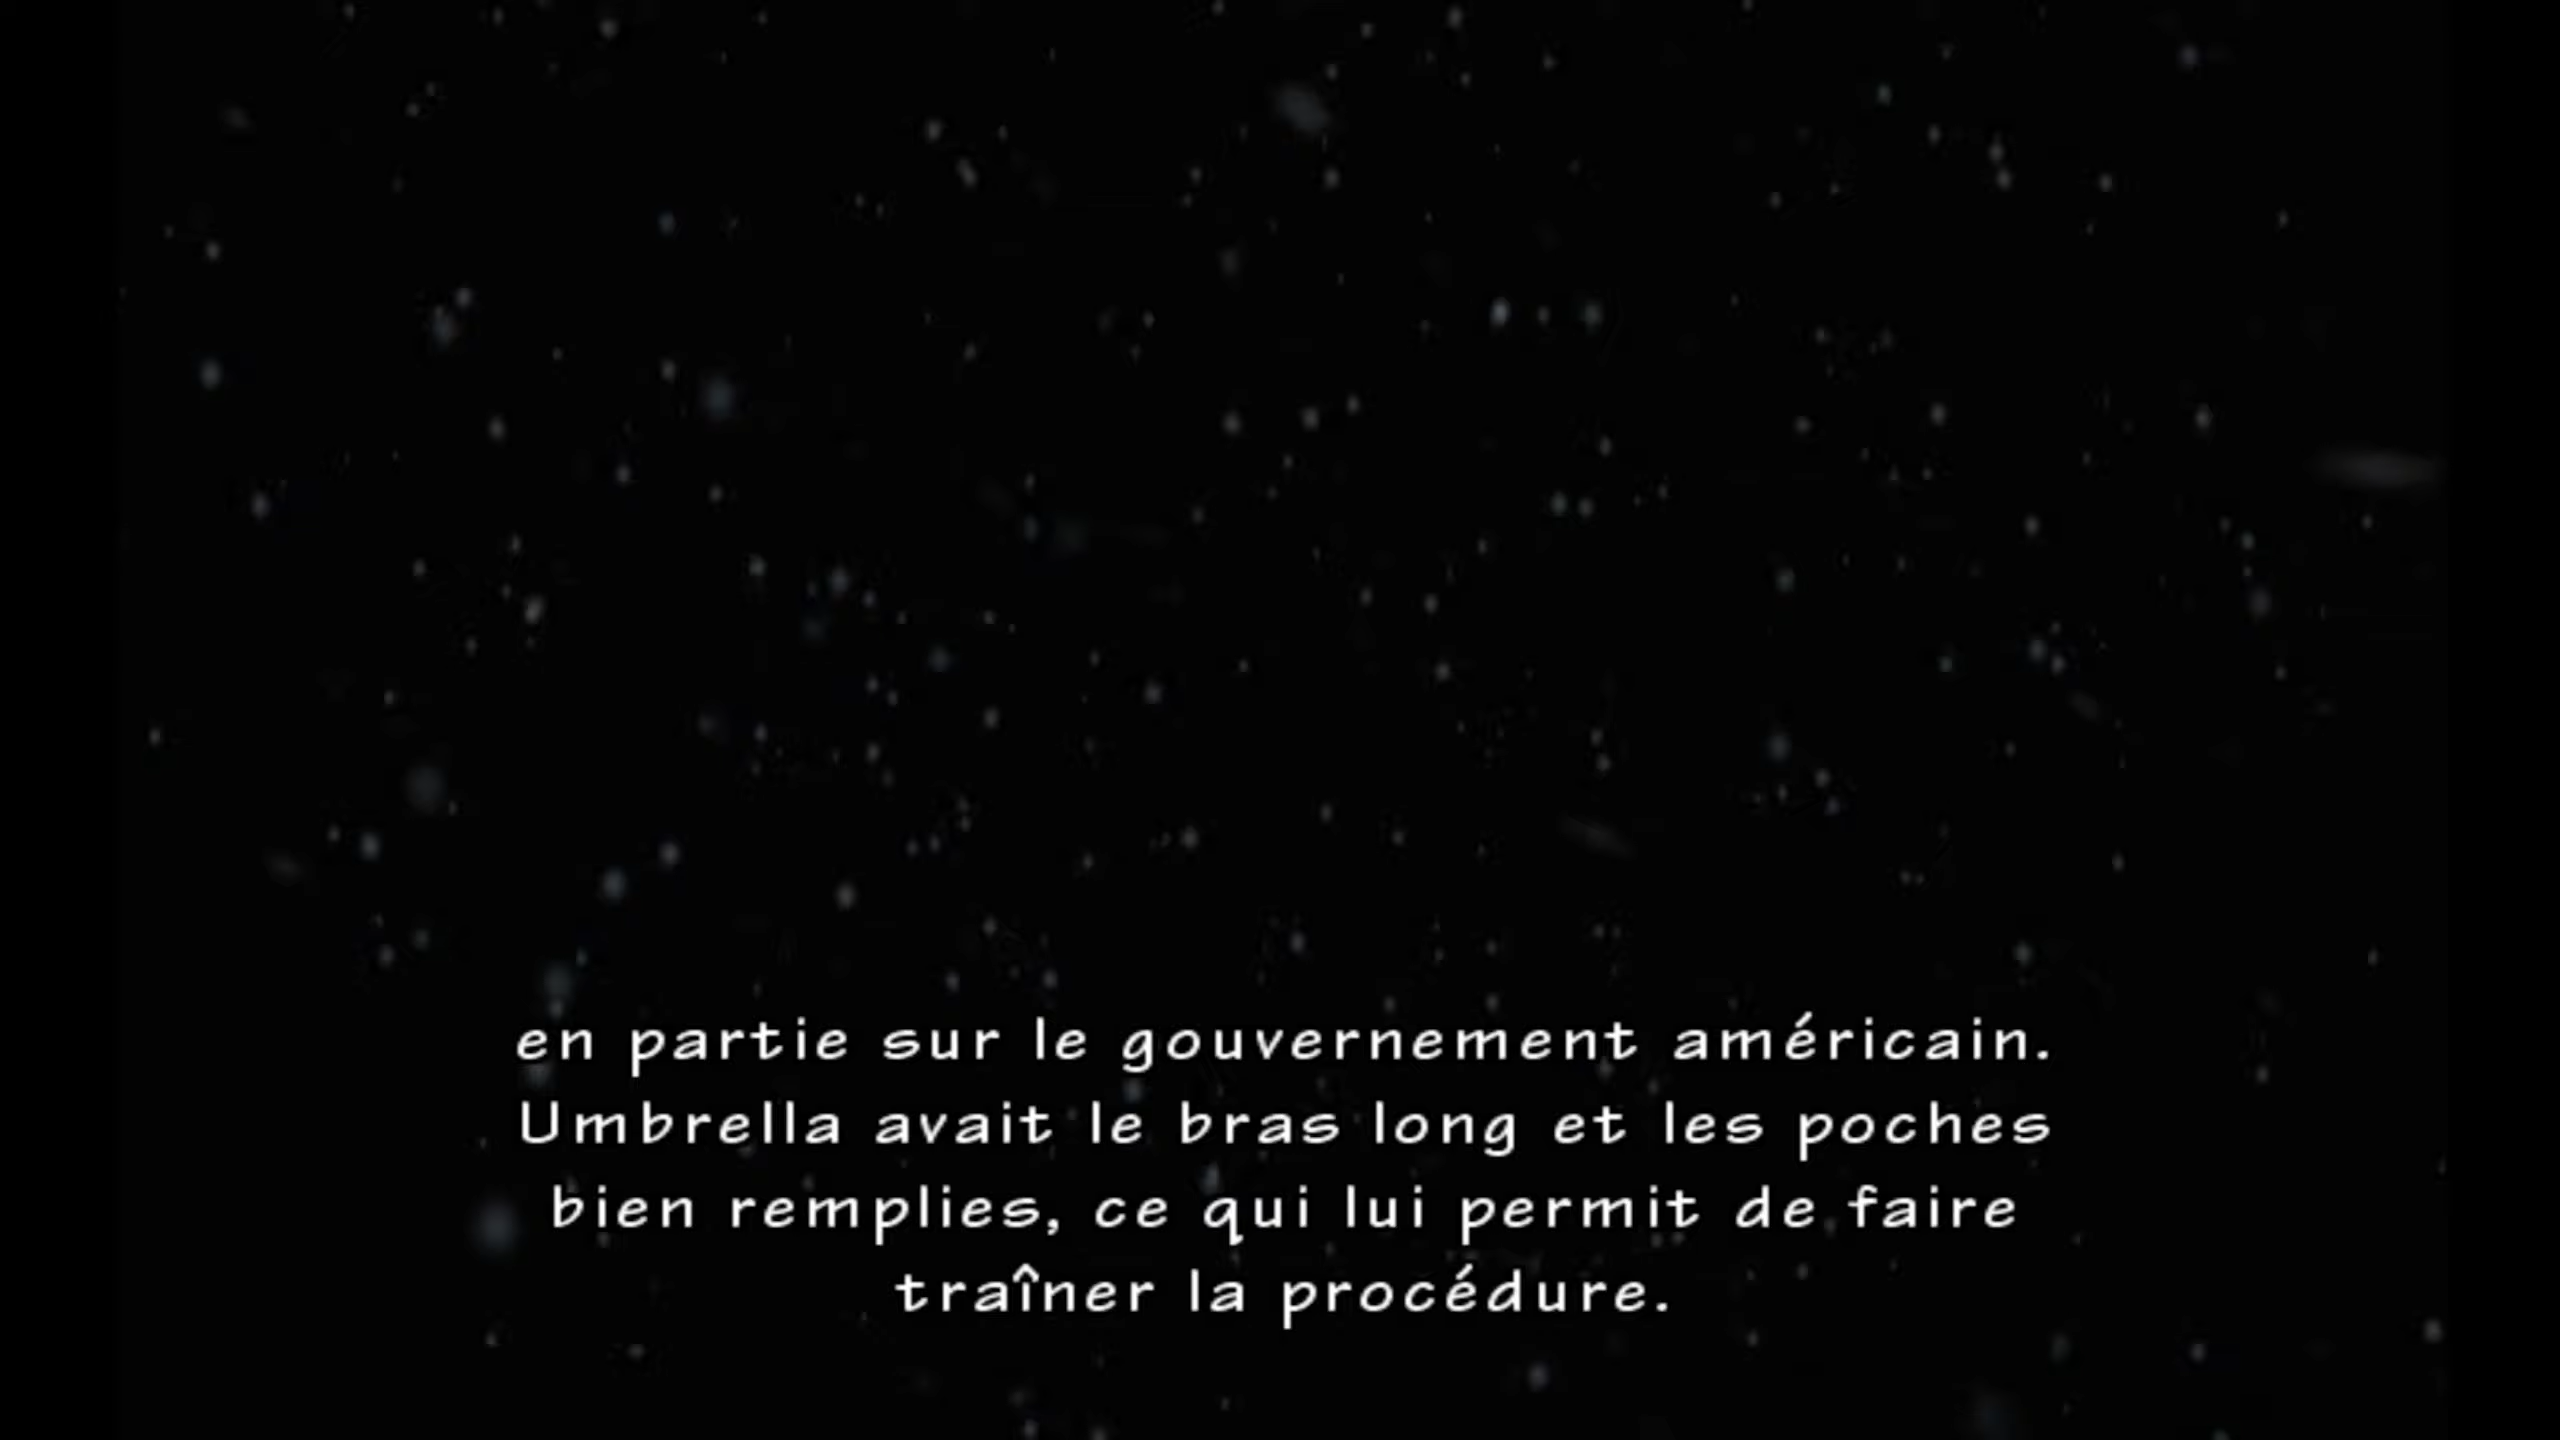 en partie sur le gouvernement américain.
Umbrella avait le bras long et les poches
bien remplies, ce qui lui permit de faire
traîner la procédure.